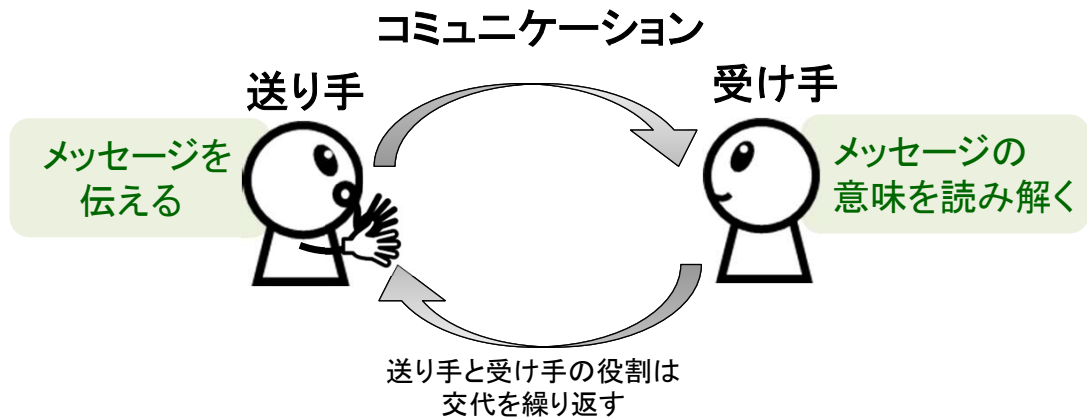 コミュニケーション
送り手
受け手
メッセージを
伝える
メッセージの
意味を読み解く
送り手と受け手の役割は
交代を繰り返す